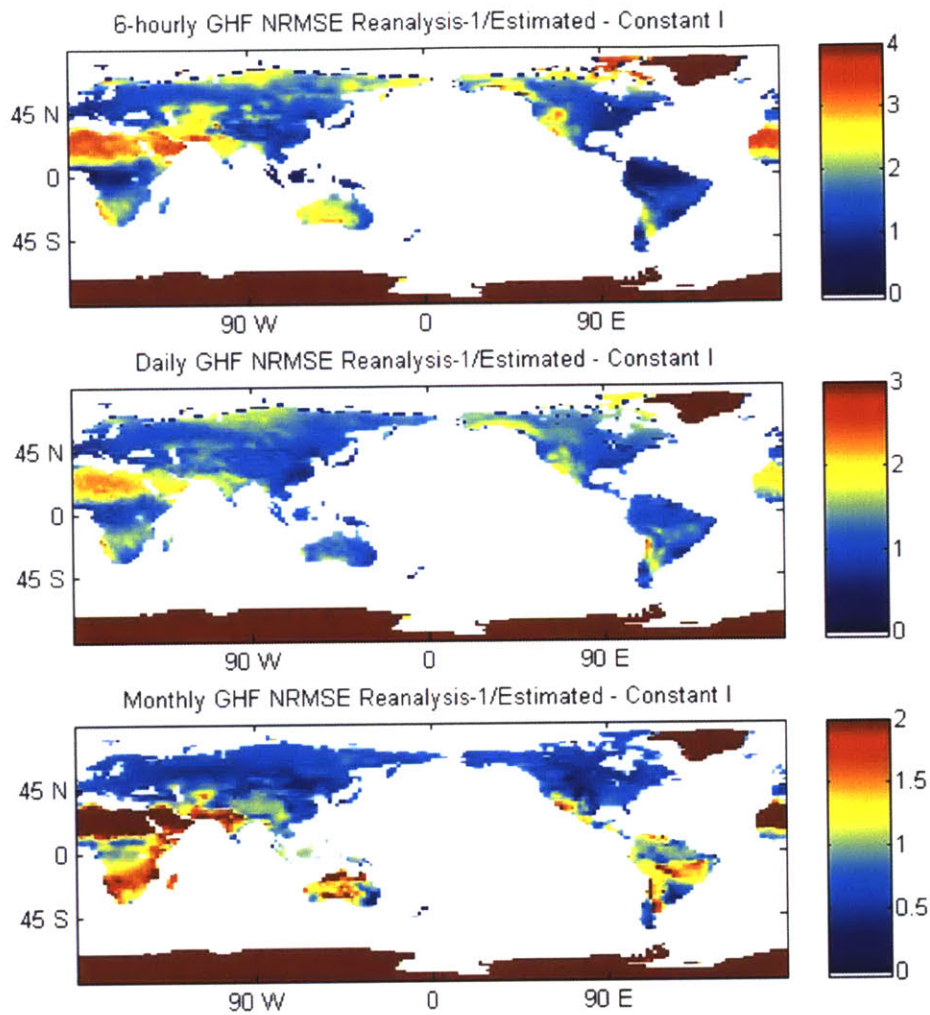 6-hourly GHF NRMSE Reanalysis-1/Estimated - Constant I
4
3
2
1
0
45 N
0
45 S
90 W
0
90 E
Daily GHF NRMSE Reanalysis-1/Estimated - Constant I
3
2
1
0
45 N
0
45 S
90 W
0
90 E
Monthly GHF NRMSE Reanalysis-1/Estimated - Constant I
2
1.5
1
0.5
0
45 N
0
45 S
90 W
0
90 E